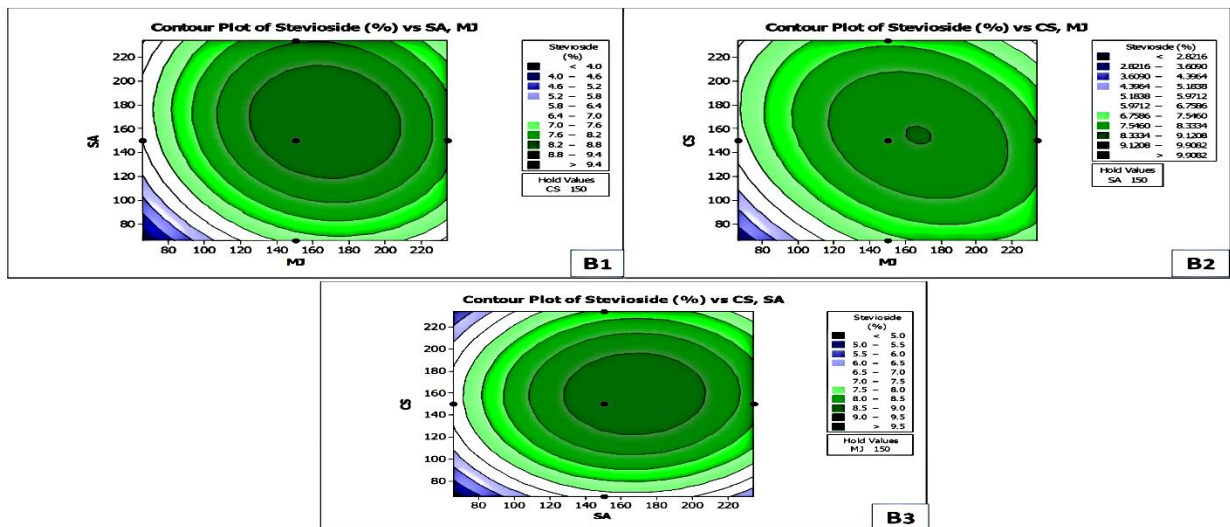 Contour Plot of Stevioside (%) vs SA, MJ
Stevioside
(%)
< 4.0
4.0 – 4.6
4.6 – 5.2
5.2 – 5.8
5.8 – 6.4
6.4 – 7.0
7.0 – 7.6
7.6 – 8.2
8.2 – 8.8
8.8 – 9.4
> 9.4
Hold Values
CS 150
220
200
180
160
140
120
100
80
SA
80 100 120 140 160 180 200 220
MJ
B1
Contour Plot of Stevioside (%) vs CS, MJ
Stevioside
(%)
< 2.8216
2.8216 – 3.6090
3.6090 – 4.3964
4.3964 – 5.1838
5.1838 – 5.9712
5.9712 – 6.7586
6.7586 – 7.5460
7.5460 – 8.3334
8.3334 – 9.1208
9.1208 – 9.9082
> 9.9082
Hold Values
SA 150
220
200
180
160
140
120
100
80
CS
80 100 120 140 160 180 200 220
MJ
B2
Contour Plot of Stevioside (%) vs CS, SA
Stevioside
(%)
< 5.0
5.0 – 5.5
5.5 – 6.0
6.0 – 6.5
6.5 – 7.0
7.0 – 7.5
7.5 – 8.0
8.0 – 8.5
8.5 – 9.0
9.0 – 9.5
> 9.5
Hold Values
MJ 150
220
200
180
160
140
120
100
80
CS
80 100 120 140 160 180 200 220
SA
B3